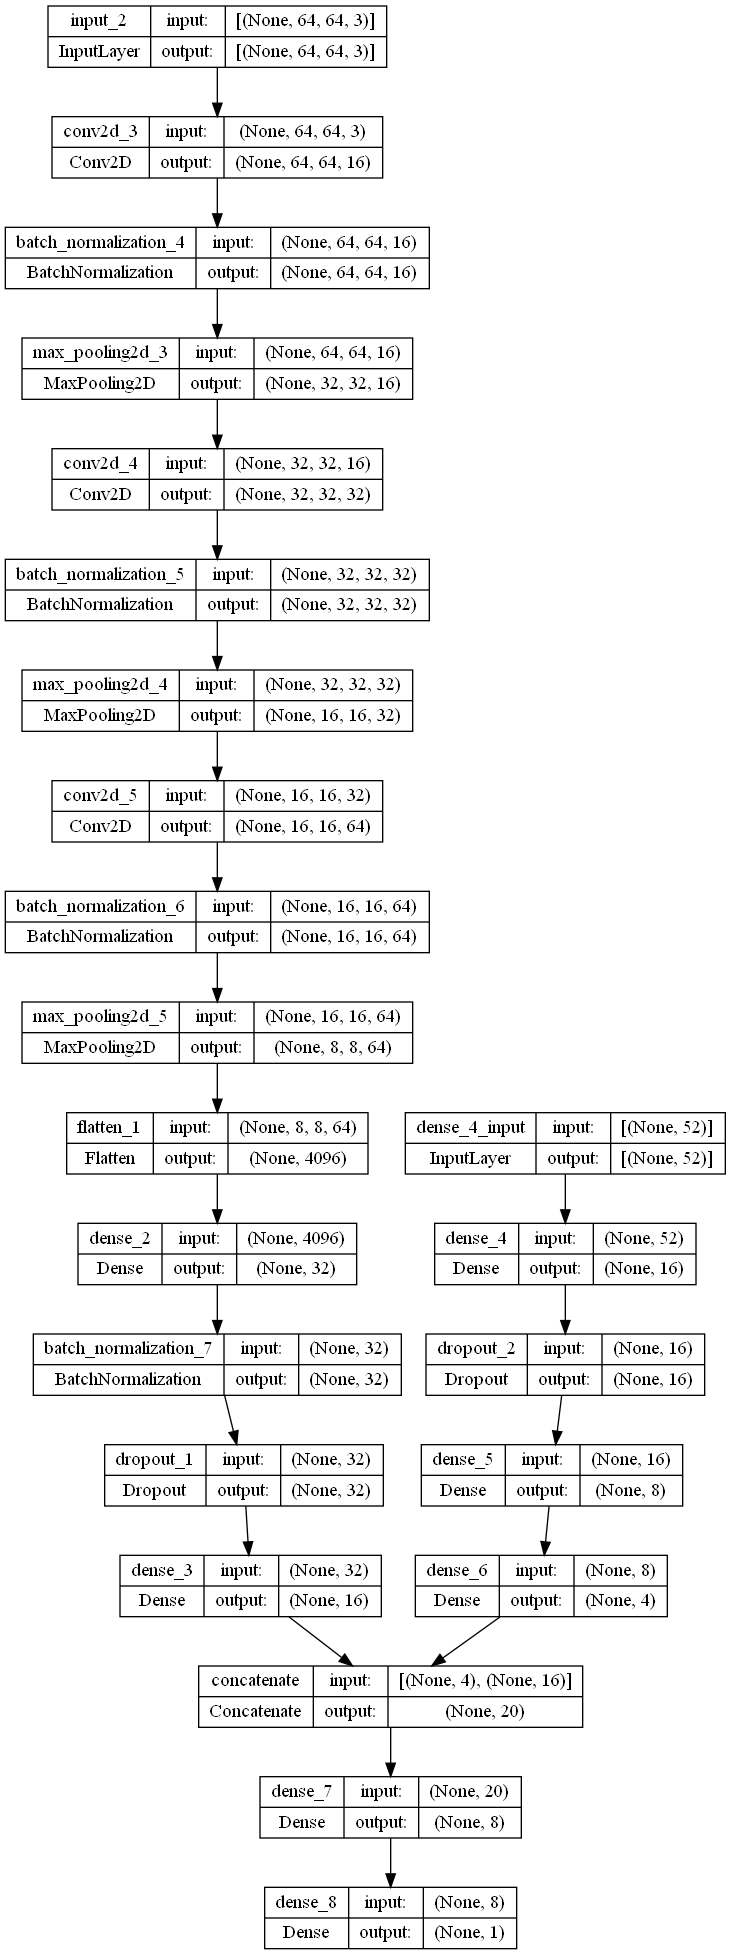 input_2 input: [(None, 64, 64, 3)]
InputLayer output: [(None, 64, 64, 3)]
conv2d_3 input: (None, 64, 64, 3)
Conv2D output: (None, 64, 64, 16)
batch_normalization_4 input: (None, 64, 64, 16)
BatchNormalization output: (None, 64, 64, 16)
max_pooling2d_3 input: (None, 64, 64, 16)
MaxPooling2D output: (None, 32, 32, 16)
conv2d_4 input: (None, 32, 32, 16)
Conv2D output: (None, 32, 32, 32)
batch_normalization_5 input: (None, 32, 32, 32)
BatchNormalization output: (None, 32, 32, 32)
max_pooling2d_4 input: (None, 32, 32, 32)
MaxPooling2D output: (None, 16, 16, 32)
conv2d_5 input: (None, 16, 16, 32)
Conv2D output: (None, 16, 16, 64)
batch_normalization_6 input: (None, 16, 16, 64)
BatchNormalization output: (None, 16, 16, 64)
max_pooling2d_5 input: (None, 16, 16, 64)
MaxPooling2D output: (None, 8, 8, 64)
flatten_1 input: (None, 8, 8, 64)
Flatten output: (None, 4096)
dense_4_input input: [(None, 52)]
InputLayer output: [(None, 52)]
dense_2 input: (None, 4096)
Dense output: (None, 32)
dense_4 input: (None, 52)
Dense output: (None, 16)
batch_normalization_7 input: (None, 32)
BatchNormalization output: (None, 32)
dropout_2 input: (None, 16)
Dropout output: (None, 16)
dropout_1 input: (None, 32)
Dropout output: (None, 32)
dense_5 input: (None, 16)
Dense output: (None, 8)
dense_3 input: (None, 32)
Dense output: (None, 16)
dense_6 input: (None, 8)
Dense output: (None, 4)
concatenate input: [(None, 4), (None, 16)]
Concatenate output: (None, 20)
dense_7 input: (None, 20)
Dense output: (None, 8)
dense_8 input: (None, 8)
Dense output: (None, 1)